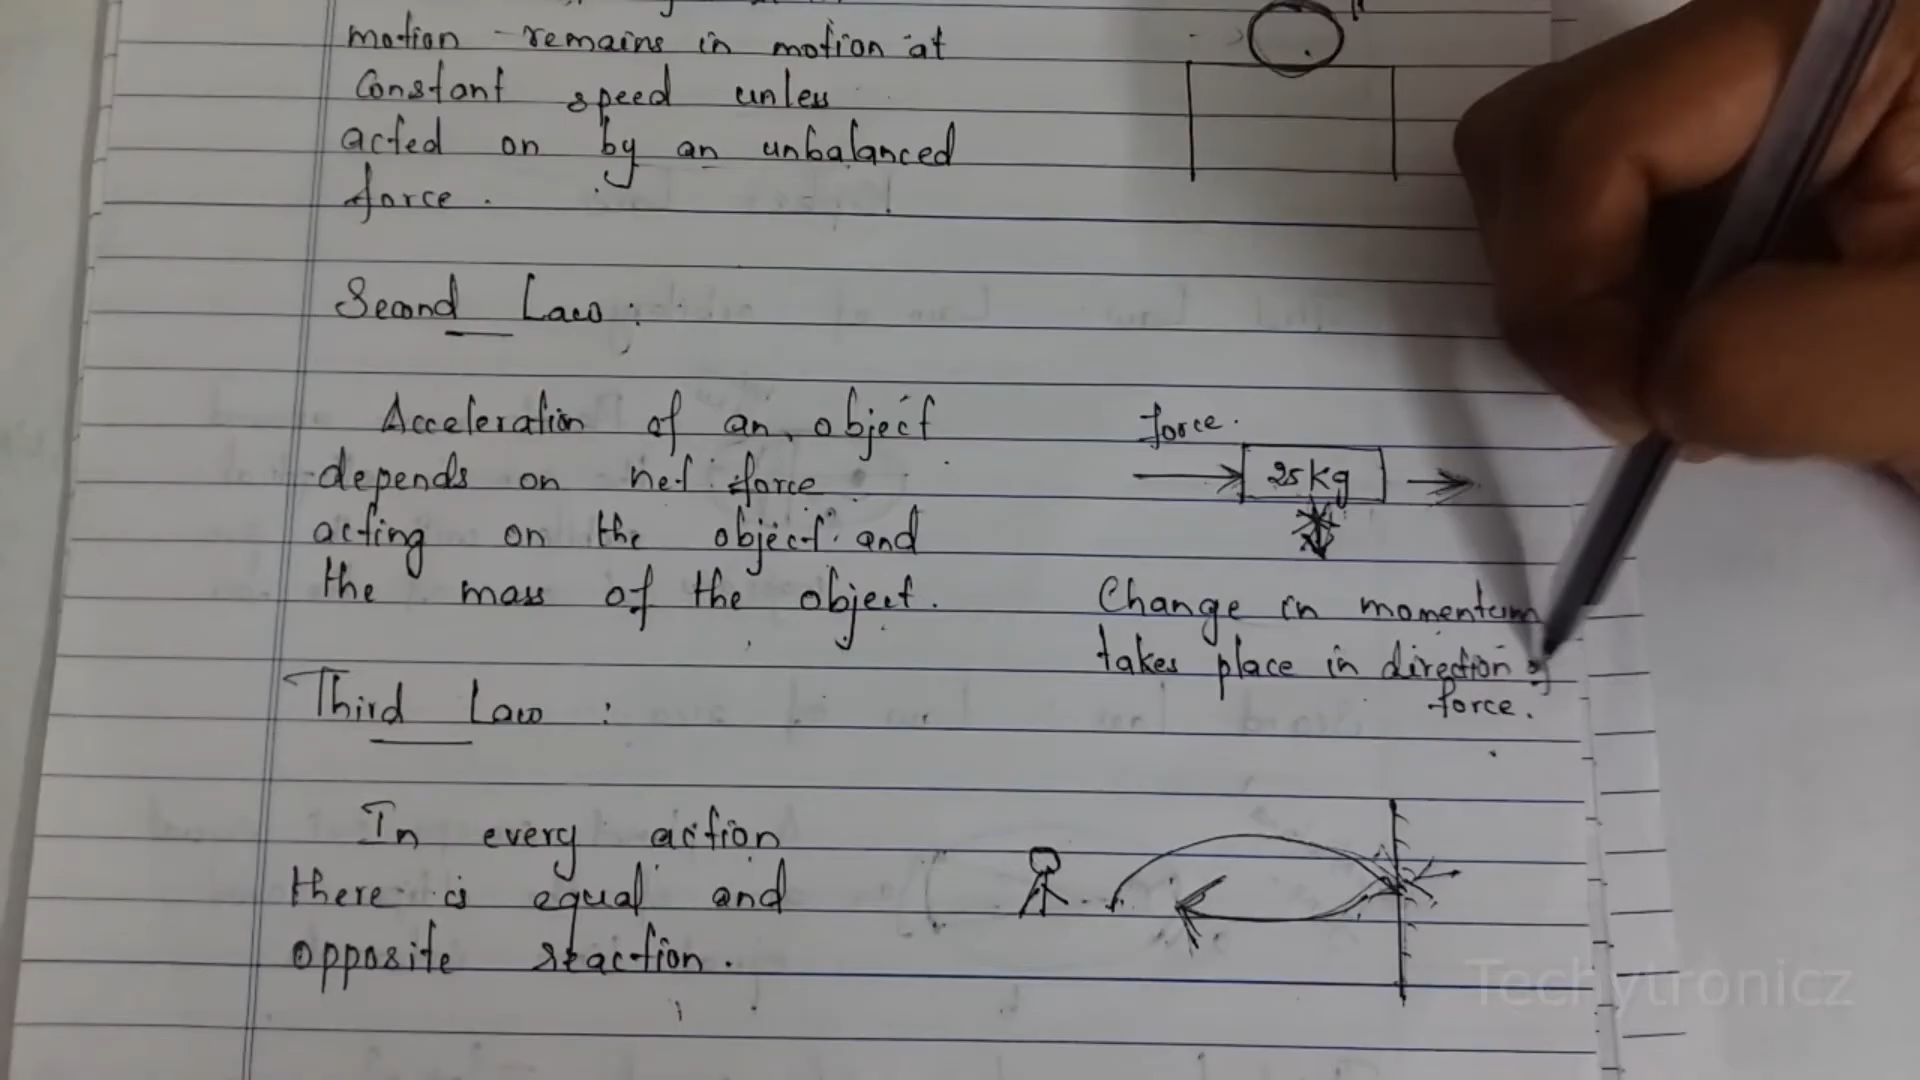 motion remains in motion at
Constant speed unless
acted on by an unbalanced
force.
Second Law:
Acceleration of an object
depends on net force
acting on the object and
the mass of the object.
force.
25kg
Change in momentum
takes place in direction of
force.
Third Law:
In every action
there is equal and
opposite reaction.
Techytronicz